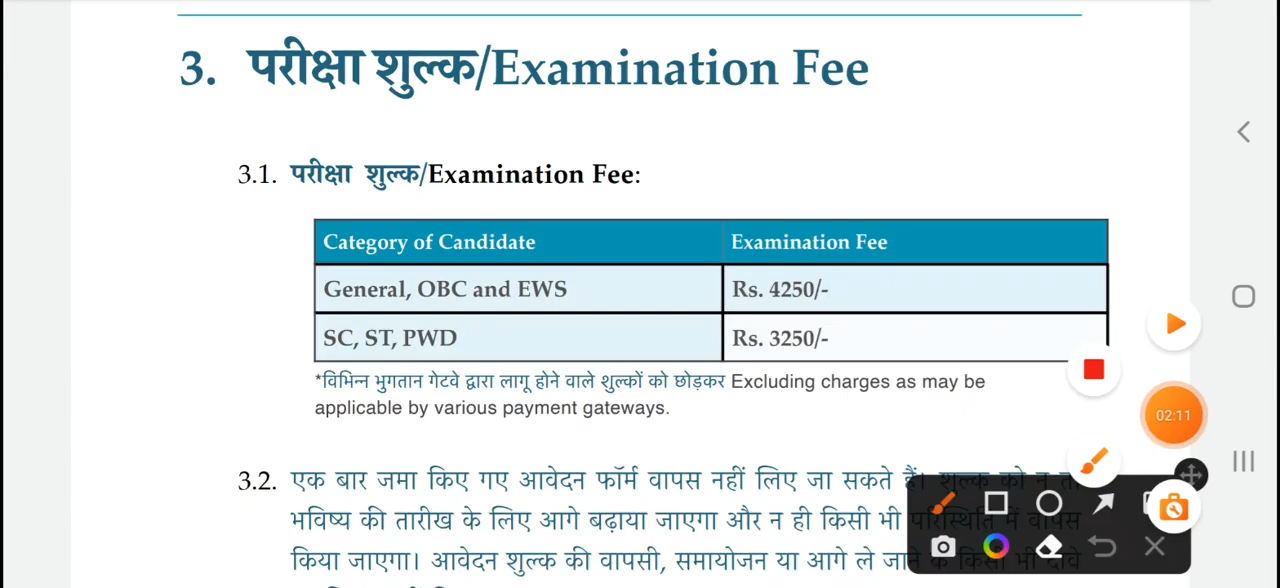 3. परीक्षा शुल्क/Examination Fee
3.1. परीक्षा शुल्क/Examination Fee:
Category of Candidate Examination Fee
General, OBC and EWS Rs. 4250/-
SC, ST, PWD Rs. 3250/-
*विभिन्न भुगतान गेटवे द्वारा लागू होने वाले शुल्कों को छोड़कर Excluding charges as may be
applicable by various payment gateways.
02:11
3.2. एक बार जमा किए गए आवेदन फॉर्म वापस नहीं लिए जा सकते हैं। शुल्क को न
भविष्य की तारीख के लिए आगे बढ़ाया जाएगा और न ही किसी भी परिस्थिति में वापस
किया जाएगा। आवेदन शुल्क की वापसी, समायोजन या आगे ले जाने के किसी भी दावे